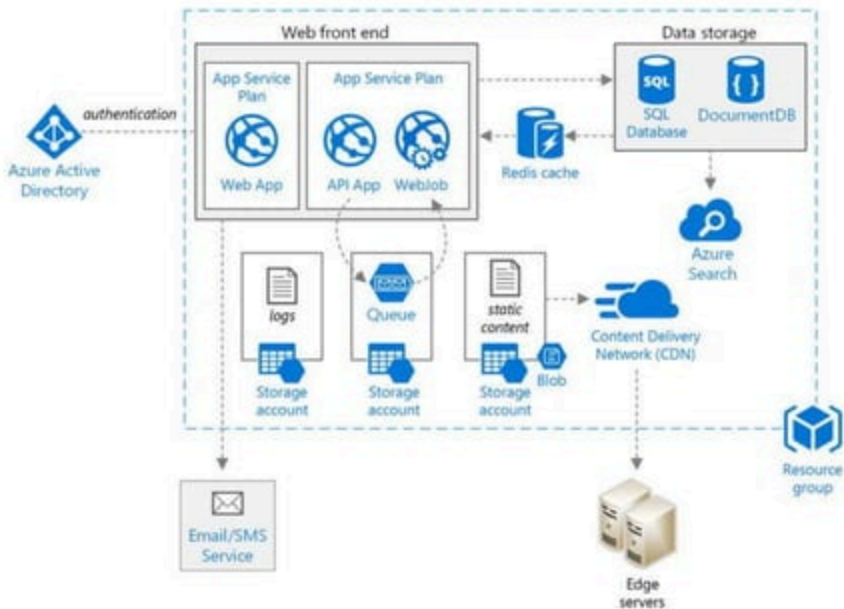 Web front end
Data storage
App Service
Plan
App Service Plan
SQL
{ }
SQL
Database
DocumentDB
authentication
Azure Active
Directory
Web App
API App
WebJob
Redis cache
Azure
Search
logs
Queue
static
content
Content Delivery
Network (CDN)
Storage
account
Storage
account
Storage
account
Blob
Resource
group
Email/SMS
Service
Edge
servers